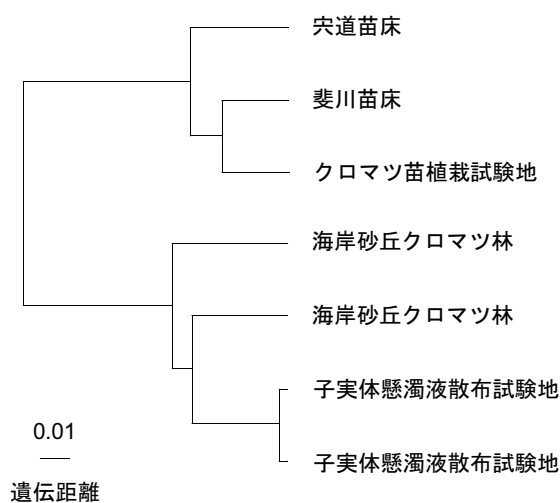 宍道苗床
斐川苗床
クロマツ苗植栽試験地
海岸砂丘クロマツ林
海岸砂丘クロマツ林
子実体懸濁液散布試験地
子実体懸濁液散布試験地
0.01
遺伝距離